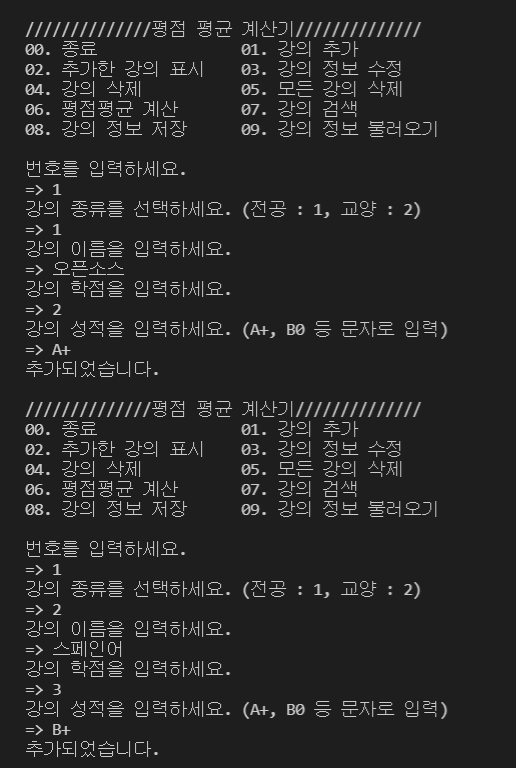 //////////////평점 평균 계산기//////////////
00. 종료 01. 강의 추가
02. 추가한 강의 표시 03. 강의 정보 수정
04. 강의 삭제 05. 모든 강의 삭제
06. 평점평균 계산 07. 강의 검색
08. 강의 정보 저장 09. 강의 정보 불러오기
번호를 입력하세요.
=> 1
강의 종류를 선택하세요. (전공 : 1, 교양 : 2)
=> 1
강의 이름을 입력하세요.
=> 오픈소스
강의 학점을 입력하세요.
=> 2
강의 성적을 입력하세요. (A+, B0 등 문자로 입력)
=> A+
추가되었습니다.
//////////////평점 평균 계산기//////////////
00. 종료 01. 강의 추가
02. 추가한 강의 표시 03. 강의 정보 수정
04. 강의 삭제 05. 모든 강의 삭제
06. 평점평균 계산 07. 강의 검색
08. 강의 정보 저장 09. 강의 정보 불러오기
번호를 입력하세요.
=> 1
강의 종류를 선택하세요. (전공 : 1, 교양 : 2)
=> 2
강의 이름을 입력하세요.
=> 스페인어
강의 학점을 입력하세요.
=> 3
강의 성적을 입력하세요. (A+, B0 등 문자로 입력)
=> B+
추가되었습니다.